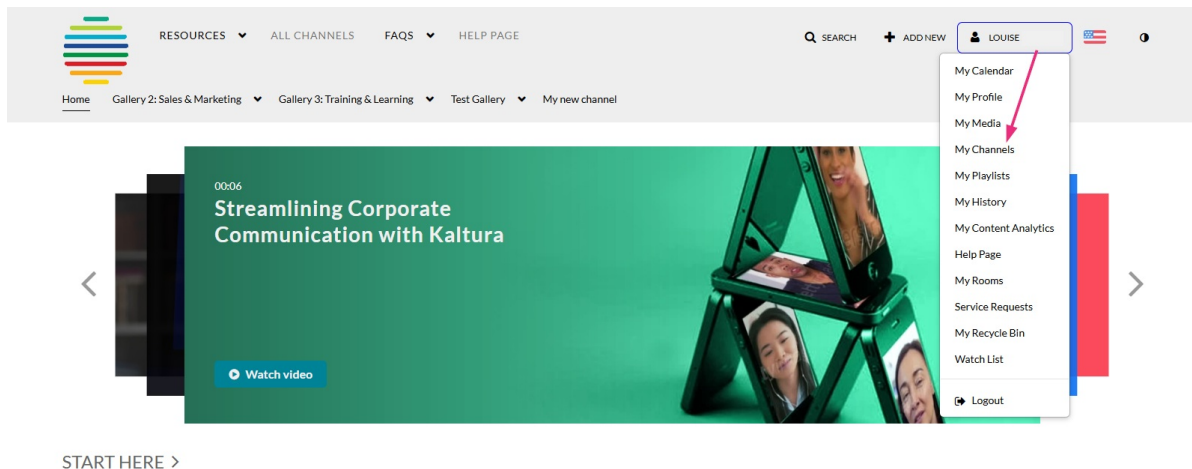 RESOURCES ALL CHANNELS FAQS HELP PAGE SEARCH ADD NEW LOUISE
Home Gallery 2: Sales & Marketing Gallery 3: Training & Learning Test Gallery My new channel
My Calendar
My Profile
My Media
My Channels
My Playlists
My History
My Content Analytics
Help Page
My Rooms
Service Requests
My Recycle Bin
Watch List
Logout
00:06
Streamlining Corporate
Communication with Kaltura
Watch video
START HERE >